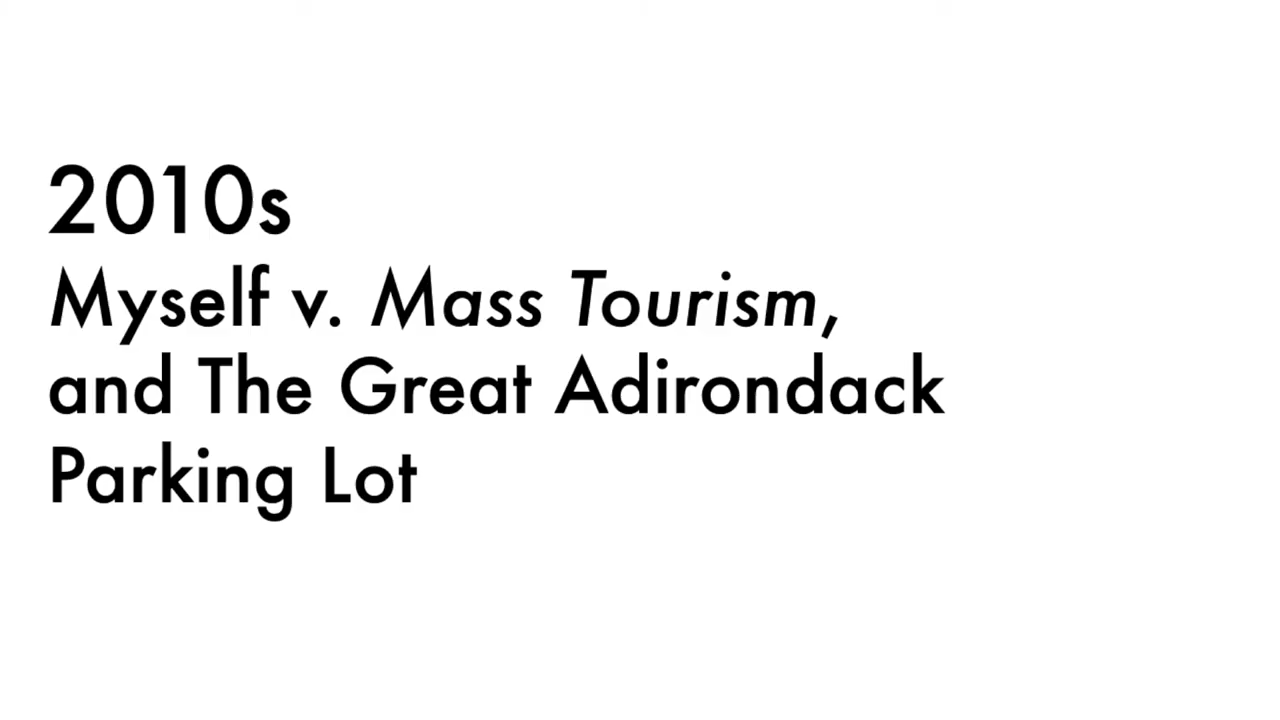 2010s
Myself v. Mass Tourism,
and The Great Adirondack
Parking Lot